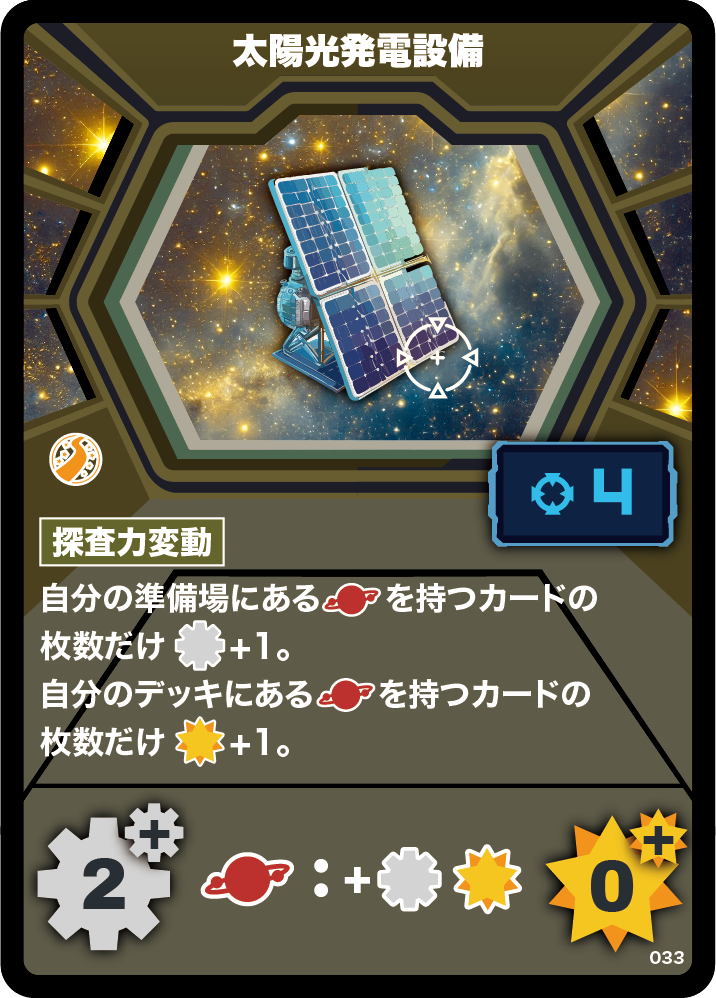 太陽光発電設備
4
探査力変動
自分の準備場にあるを持つカードの
枚数だけ+1。
自分のデッキにあるを持つカードの
枚数だけ+1。
2+ : + 0+
033